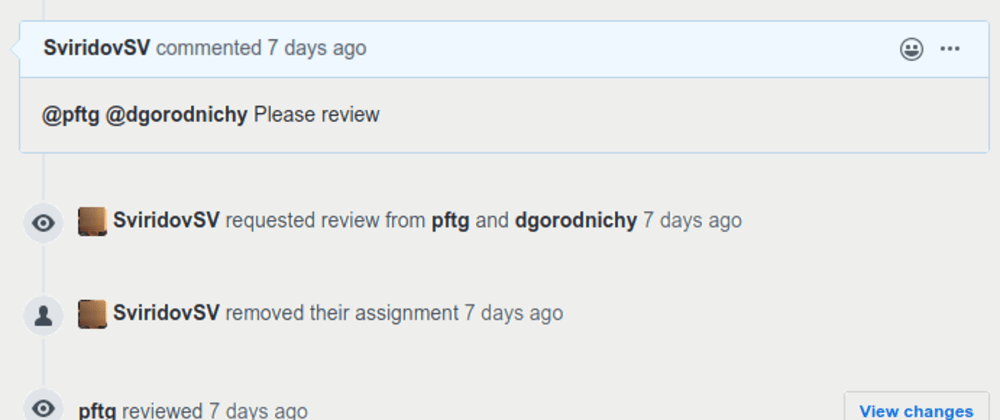 SviridovSV commented 7 days ago
@pftg @dgorodnichy Please review
SviridovSV requested review from pftg and dgorodnichy 7 days ago
SviridovSV removed their assignment 7 days ago
pftg reviewed 7 days ago
View changes